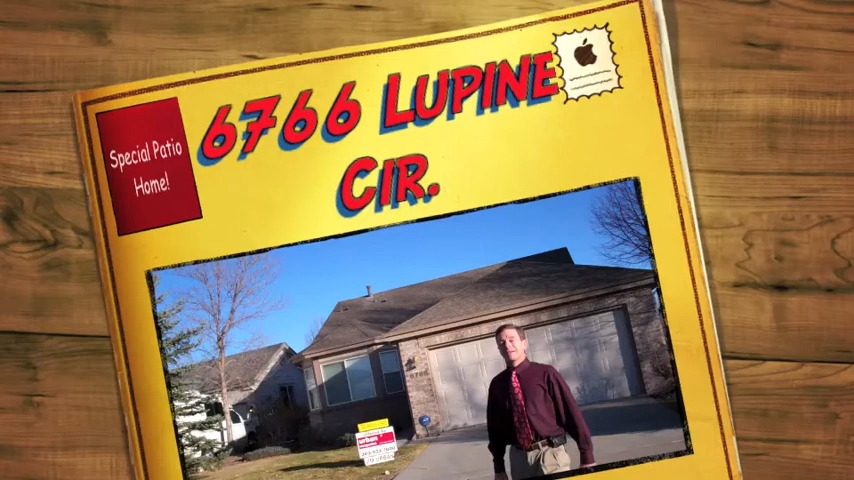 6766 LUPINE
CIR.
Special Patio
Home!
urban